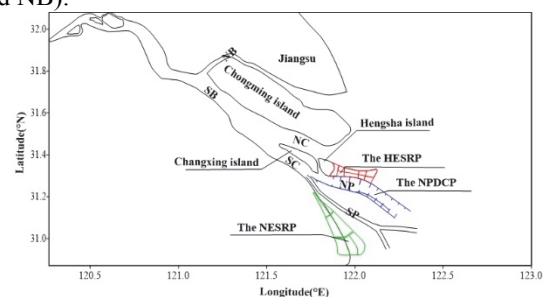 d NB).
32.0
31.8
31.6
31.4
31.2
31.0
Latitude(°N)
Jiangsu
NB
Chongming island
SB
NC
Hengsha island
Changxing island
SC
The HESRP
NP
The NPDCP
SP
The NESRP
120.5 121.0 121.5 122.0 122.5 123.0
Longitude(°E)